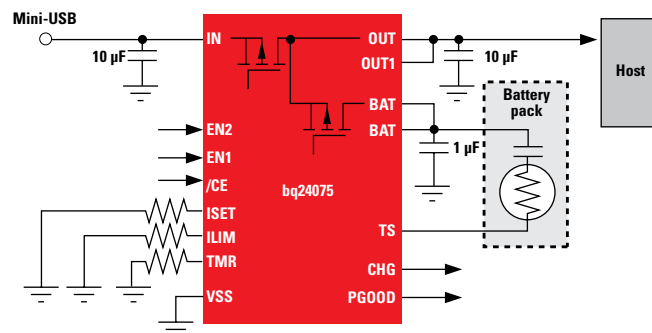 Mini-USB
10 µF
IN
EN2
EN1
/CE
ISET
ILIM
TMR
VSS
bq24075
OUT
OUT1
BAT
BAT
TS
CHG
PGOOD
10 µF
1 µF
Battery
pack
Host